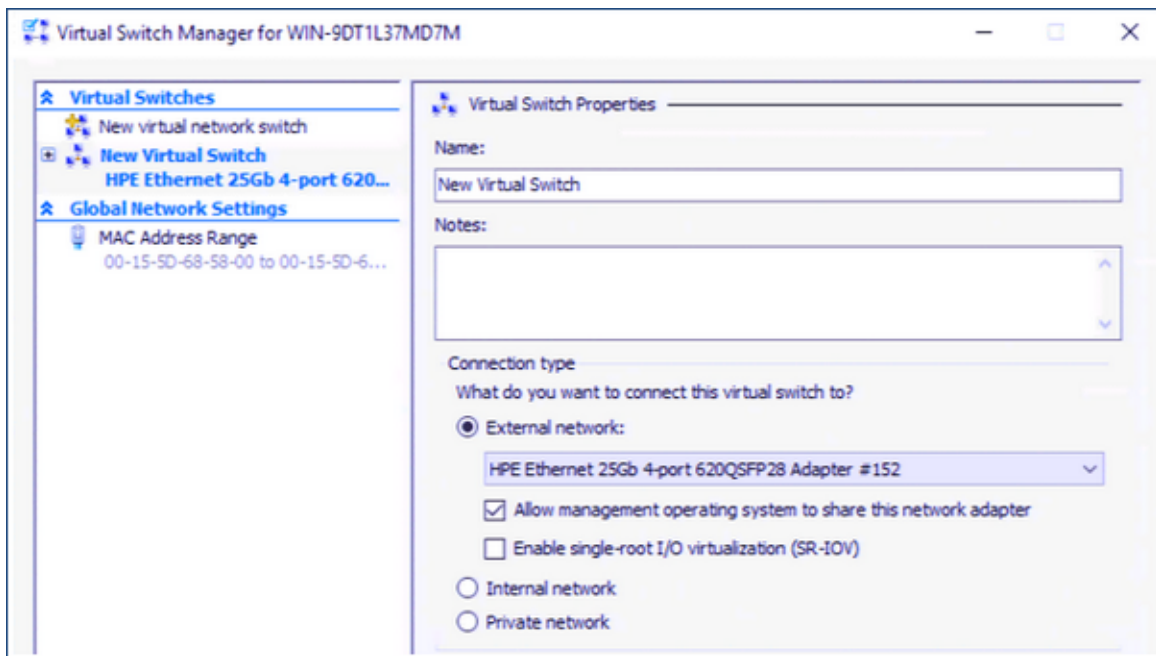 Virtual Switch Manager for WIN-9DT1L37MD7M
Virtual Switches
New virtual network switch
New Virtual Switch
HPE Ethernet 25Gb 4-port 620...
Global Network Settings
MAC Address Range
00-15-5D-68-58-00 to 00-15-5D-6...
Virtual Switch Properties
Name:
New Virtual Switch
Notes:
Connection type
What do you want to connect this virtual switch to?
External network:
HPE Ethernet 25Gb 4-port 620QSFP28 Adapter #152
Allow management operating system to share this network adapter
Enable single-root I/O virtualization (SR-IOV)
Internal network
Private network